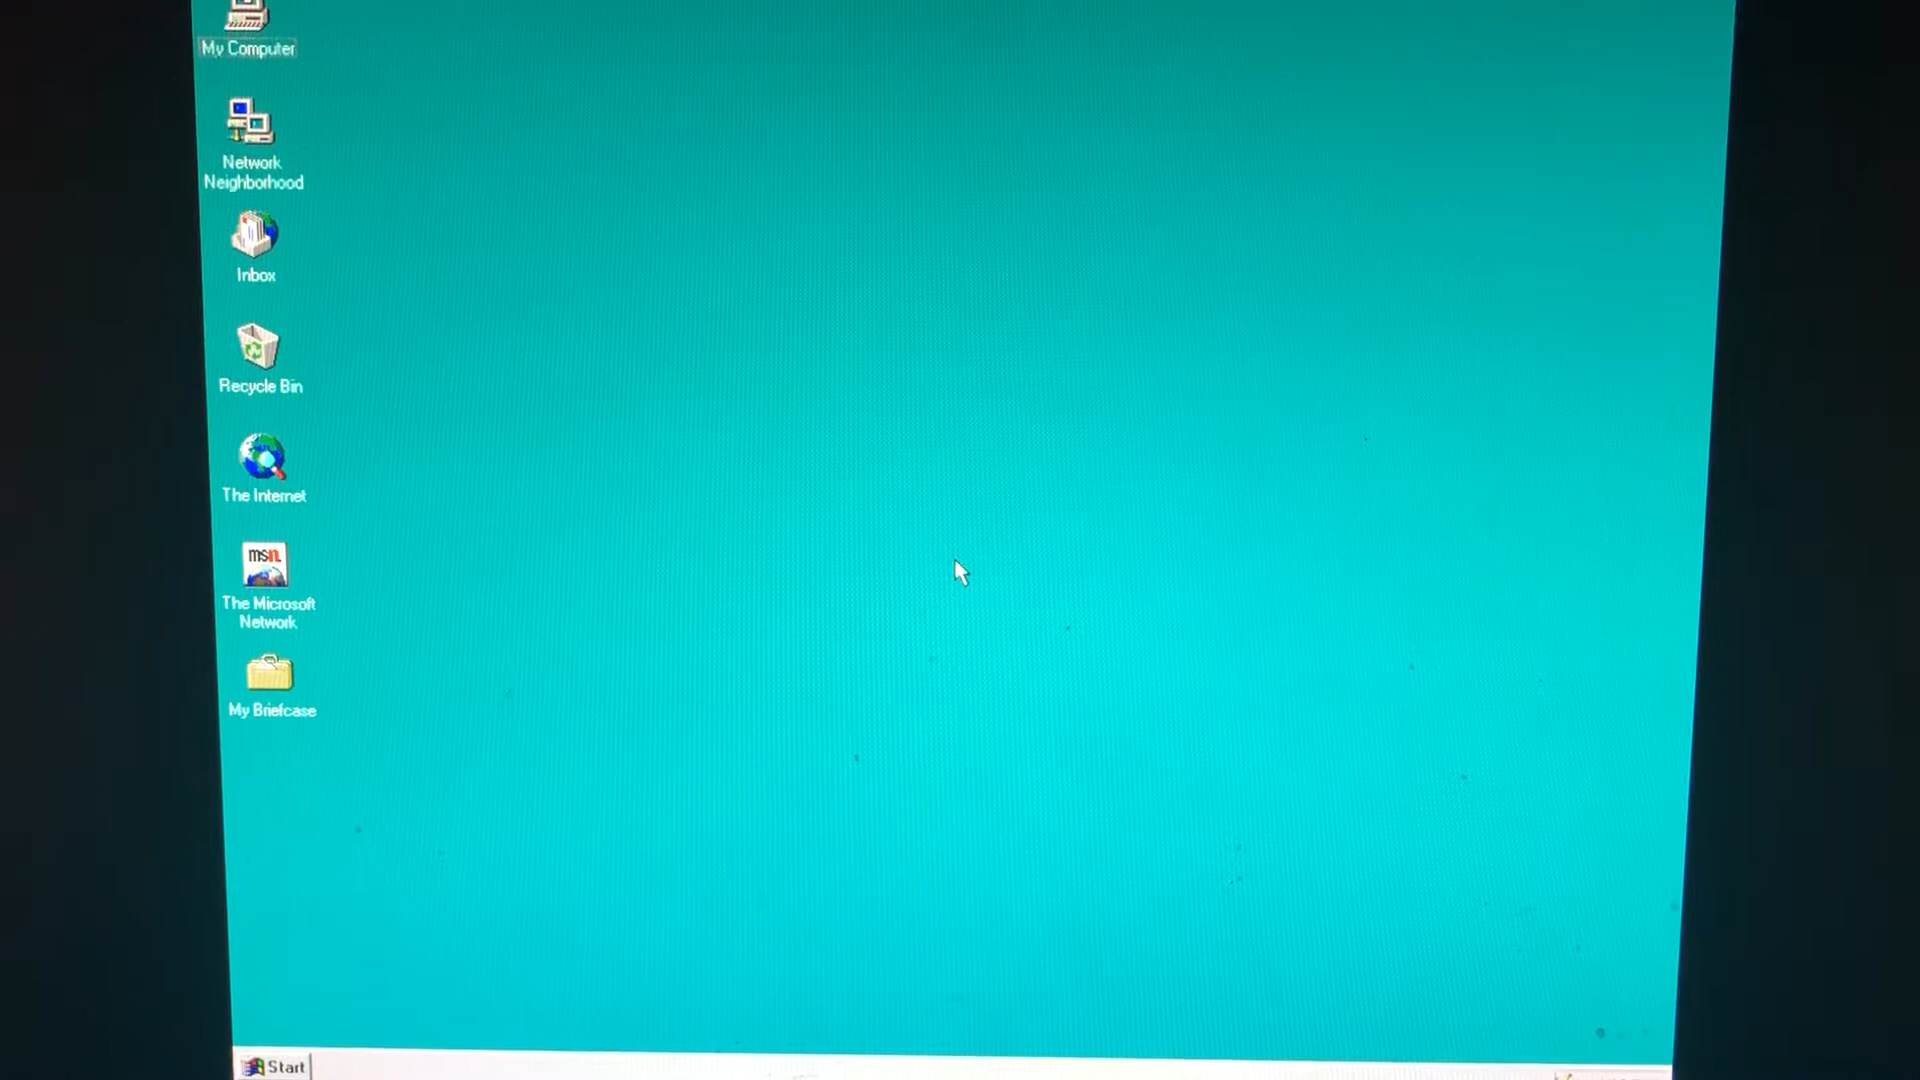 My Computer
Network
Neighborhood
Inbox
Recycle Bin
The Internet
msn
The Microsoft
Network
My Briefcase
Start